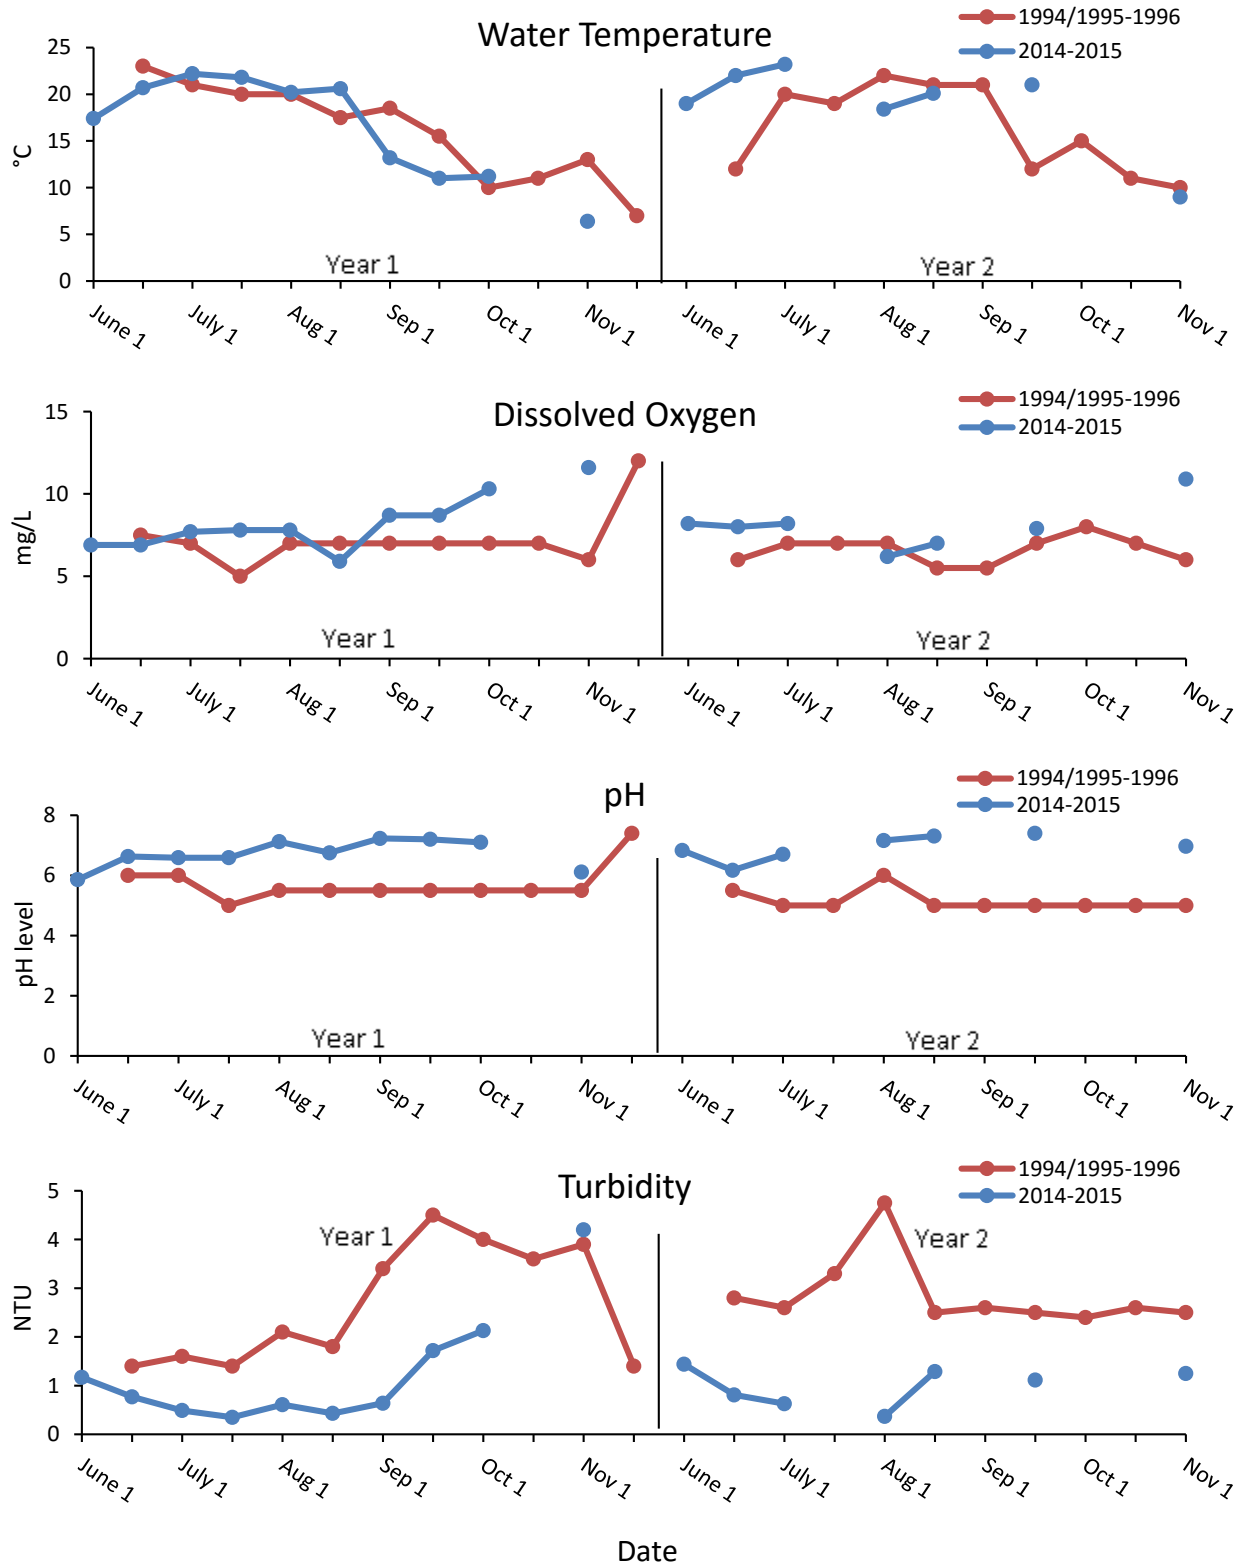 Water Temperature
1994/1995-1996
2014-2015
25
20
15
10
5
0
°C
Year 1
Year 2
June 1
July 1
Aug 1
Sep 1
Oct 1
Nov 1
June 1
July 1
Aug 1
Sep 1
Oct 1
Nov 1
Dissolved Oxygen
1994/1995-1996
2014-2015
15
10
5
0
mg/L
Year 1
Year 2
June 1
July 1
Aug 1
Sep 1
Oct 1
Nov 1
June 1
July 1
Aug 1
Sep 1
Oct 1
Nov 1
pH
1994/1995-1996
2014-2015
8
6
4
2
0
pH level
Year 1
Year 2
June 1
July 1
Aug 1
Sep 1
Oct 1
Nov 1
June 1
July 1
Aug 1
Sep 1
Oct 1
Nov 1
Turbidity
1994/1995-1996
2014-2015
5
4
3
2
1
0
NTU
Year 1
Year 2
June 1
July 1
Aug 1
Sep 1
Oct 1
Nov 1
June 1
July 1
Aug 1
Sep 1
Oct 1
Nov 1
Date